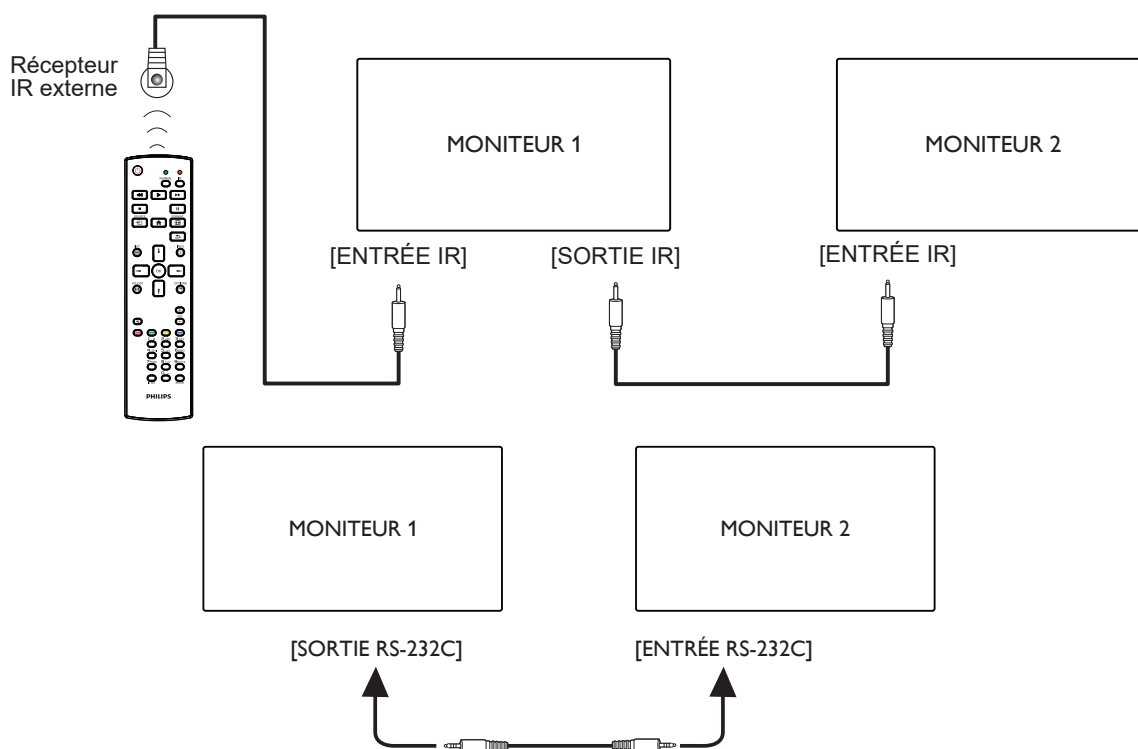 Récepteur
IR externe
MONITEUR 1
MONITEUR 2
[ENTRÉE IR]
[SORTIE IR]
[ENTRÉE IR]
PHILIPS
MONITEUR 1
MONITEUR 2
[SORTIE RS-232C]
[ENTRÉE RS-232C]